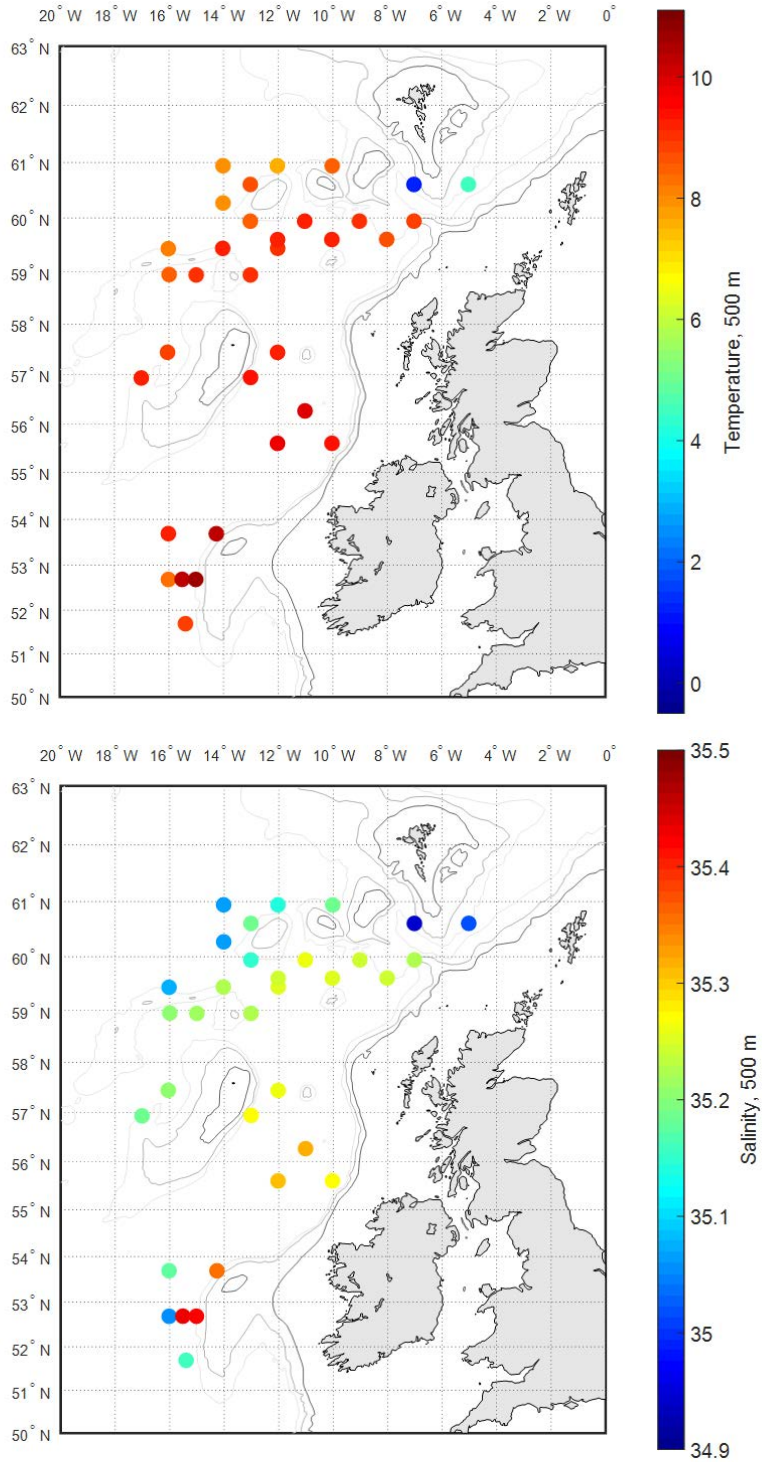 20° W 18° W 16° W 14° W 12° W 10° W 8° W 6° W 4° W 2° W 0°
63° N
62° N
61° N
60° N
59° N
58° N
57° N
56° N
55° N
54° N
53° N
52° N
51° N
50° N
10
8
6
4
2
0
Temperature, 500 m
20° W 18° W 16° W 14° W 12° W 10° W 8° W 6° W 4° W 2° W 0°
63° N
62° N
61° N
60° N
59° N
58° N
57° N
56° N
55° N
54° N
53° N
52° N
51° N
50° N
35.5
35.4
35.3
35.2
35.1
35
34.9
Salinity, 500 m